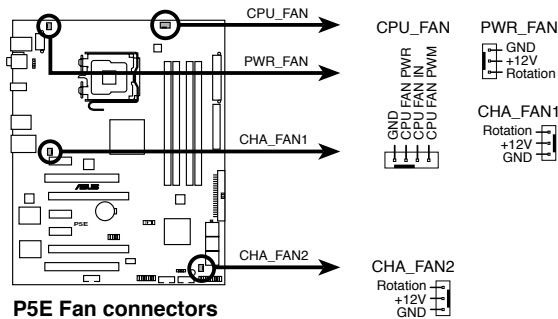 CPU_FAN
PWR_FAN
CHA_FAN1
CHA_FAN2
ASUS
P5E
CPU_FAN
GND
CPU FAN PWR
CPU FAN IN
CPU FAN PWM
PWR_FAN
GND
+12V
Rotation
CHA_FAN1
Rotation
+12V
GND
CHA_FAN2
Rotation
+12V
GND
P5E Fan connectors